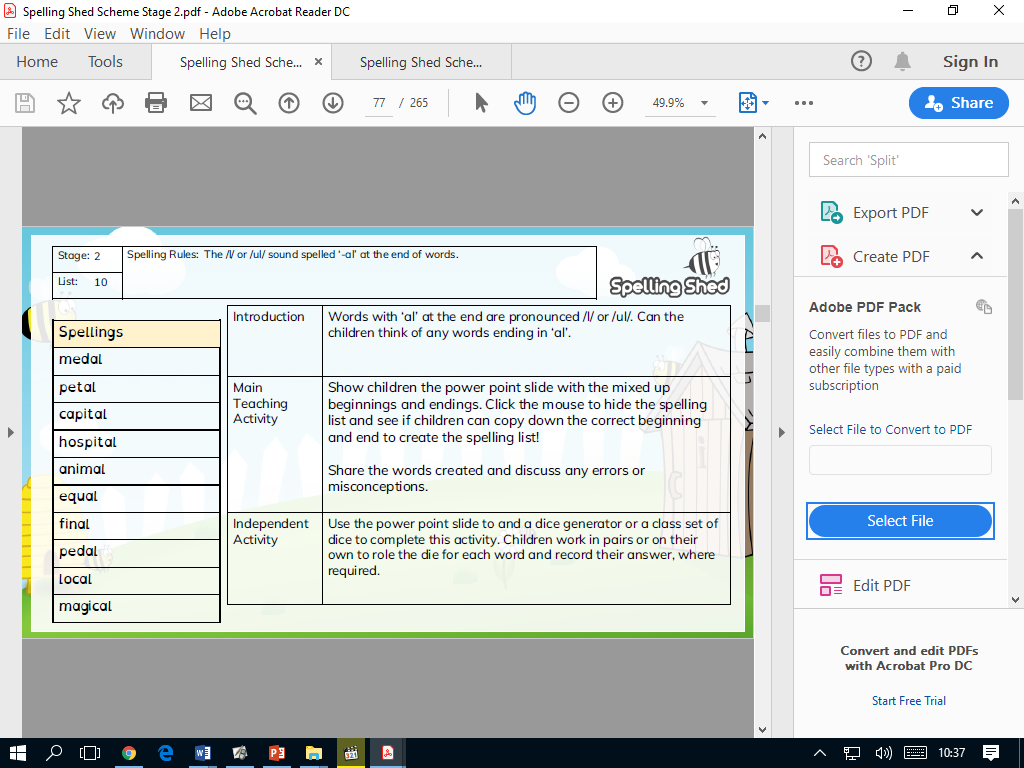 Spelling Shed Scheme Stage 2.pdf - Adobe Acrobat Reader DC
File Edit View Window Help
Home Tools Spelling Shed Sche... × Spelling Shed Sche... Sign In
77 / 265 49.9% Share
Search 'Split'
Export PDF
Create PDF
Adobe PDF Pack
Convert files to PDF and
easily combine them with
other file types with a paid
subscription
Select File to Convert to PDF
Select File
Edit PDF
Convert and edit PDFs
with Acrobat Pro DC
Start Free Trial
Stage: 2
Spelling Rules: The /l/ or /ul/ sound spelled ‘-al’ at the end of words.
List: 10
Spelling Shed
Spellings
medal
petal
capital
hospital
animal
equal
final
pedal
local
magical
Introduction
Words with ‘al’ at the end are pronounced /l/ or /ul/. Can the
children think of any words ending in ‘al’.
Main
Teaching
Activity
Show children the power point slide with the mixed up
beginnings and endings. Click the mouse to hide the spelling
list and see if children can copy down the correct beginning
and end to create the spelling list!
Share the words created and discuss any errors or
misconceptions.
Independent
Activity
Use the power point slide to and a dice generator or a class set of
dice to complete this activity. Children work in pairs or on their
own to role the die for each word and record their answer, where
required.
10:37